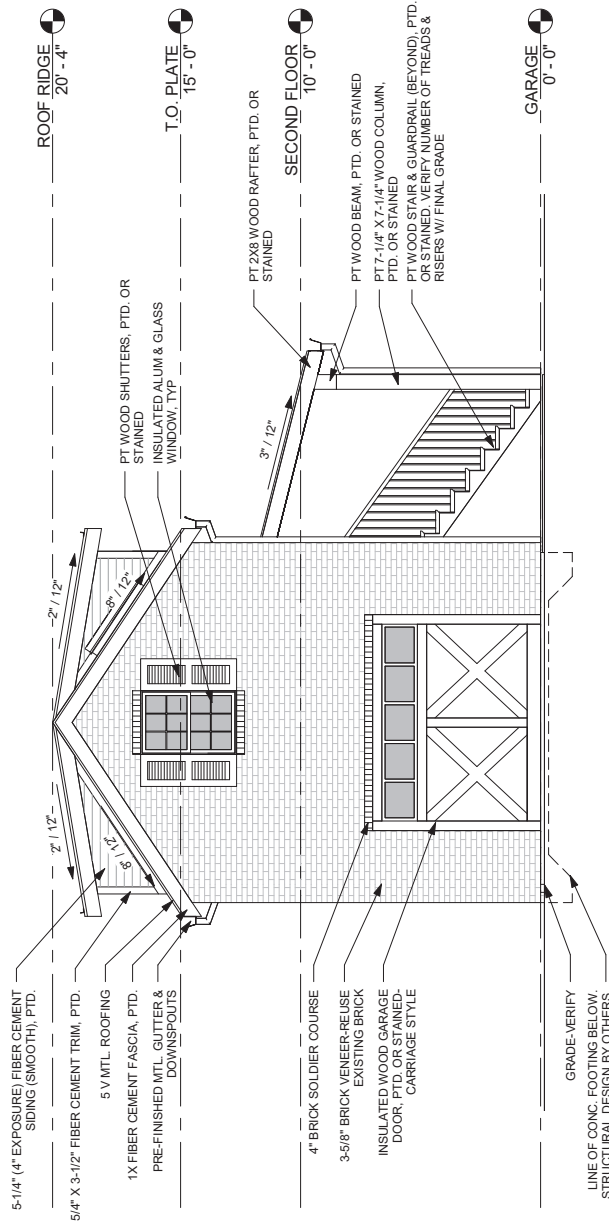 ROOF RIDGE
20' - 4"
T.O. PLATE
15' - 0"
SECOND FLOOR
10' - 0"
GARAGE
0' - 0"
5-1/4" (4" EXPOSURE) FIBER CEMENT
SIDING (SMOOTH), PTD.
5/4" X 3-1/2" FIBER CEMENT TRIM, PTD.
5 V MTL. ROOFING
1X FIBER CEMENT FASCIA, PTD.
PRE-FINISHED MTL. GUTTER &
DOWNSPOUTS
4" BRICK SOLDIER COURSE
3-5/8" BRICK VENEER-REUSE
EXISTING BRICK
INSULATED WOOD GARAGE
DOOR, PTD. OR STAINED-
CARRIAGE STYLE
GRADE-VERIFY
LINE OF CONC. FOOTING BELOW.
STRUCTURAL DESIGN BY OTHERS
2" / 12"
8" / 12"
2" / 12"
8" / 12"
3" / 12"
PT WOOD SHUTTERS, PTD. OR
STAINED
INSULATED ALUM & GLASS
WINDOW, TYP
PT 2X8 WOOD RAFTER, PTD. OR
STAINED
PT WOOD BEAM, PTD. OR STAINED
PT 7-1/4" X 7-1/4" WOOD COLUMN,
PTD. OR STAINED
PT WOOD STAIR & GUARDRAIL (BEYOND), PTD.
OR STAINED. VERIFY NUMBER OF TREADS &
RISERS W/ FINAL GRADE